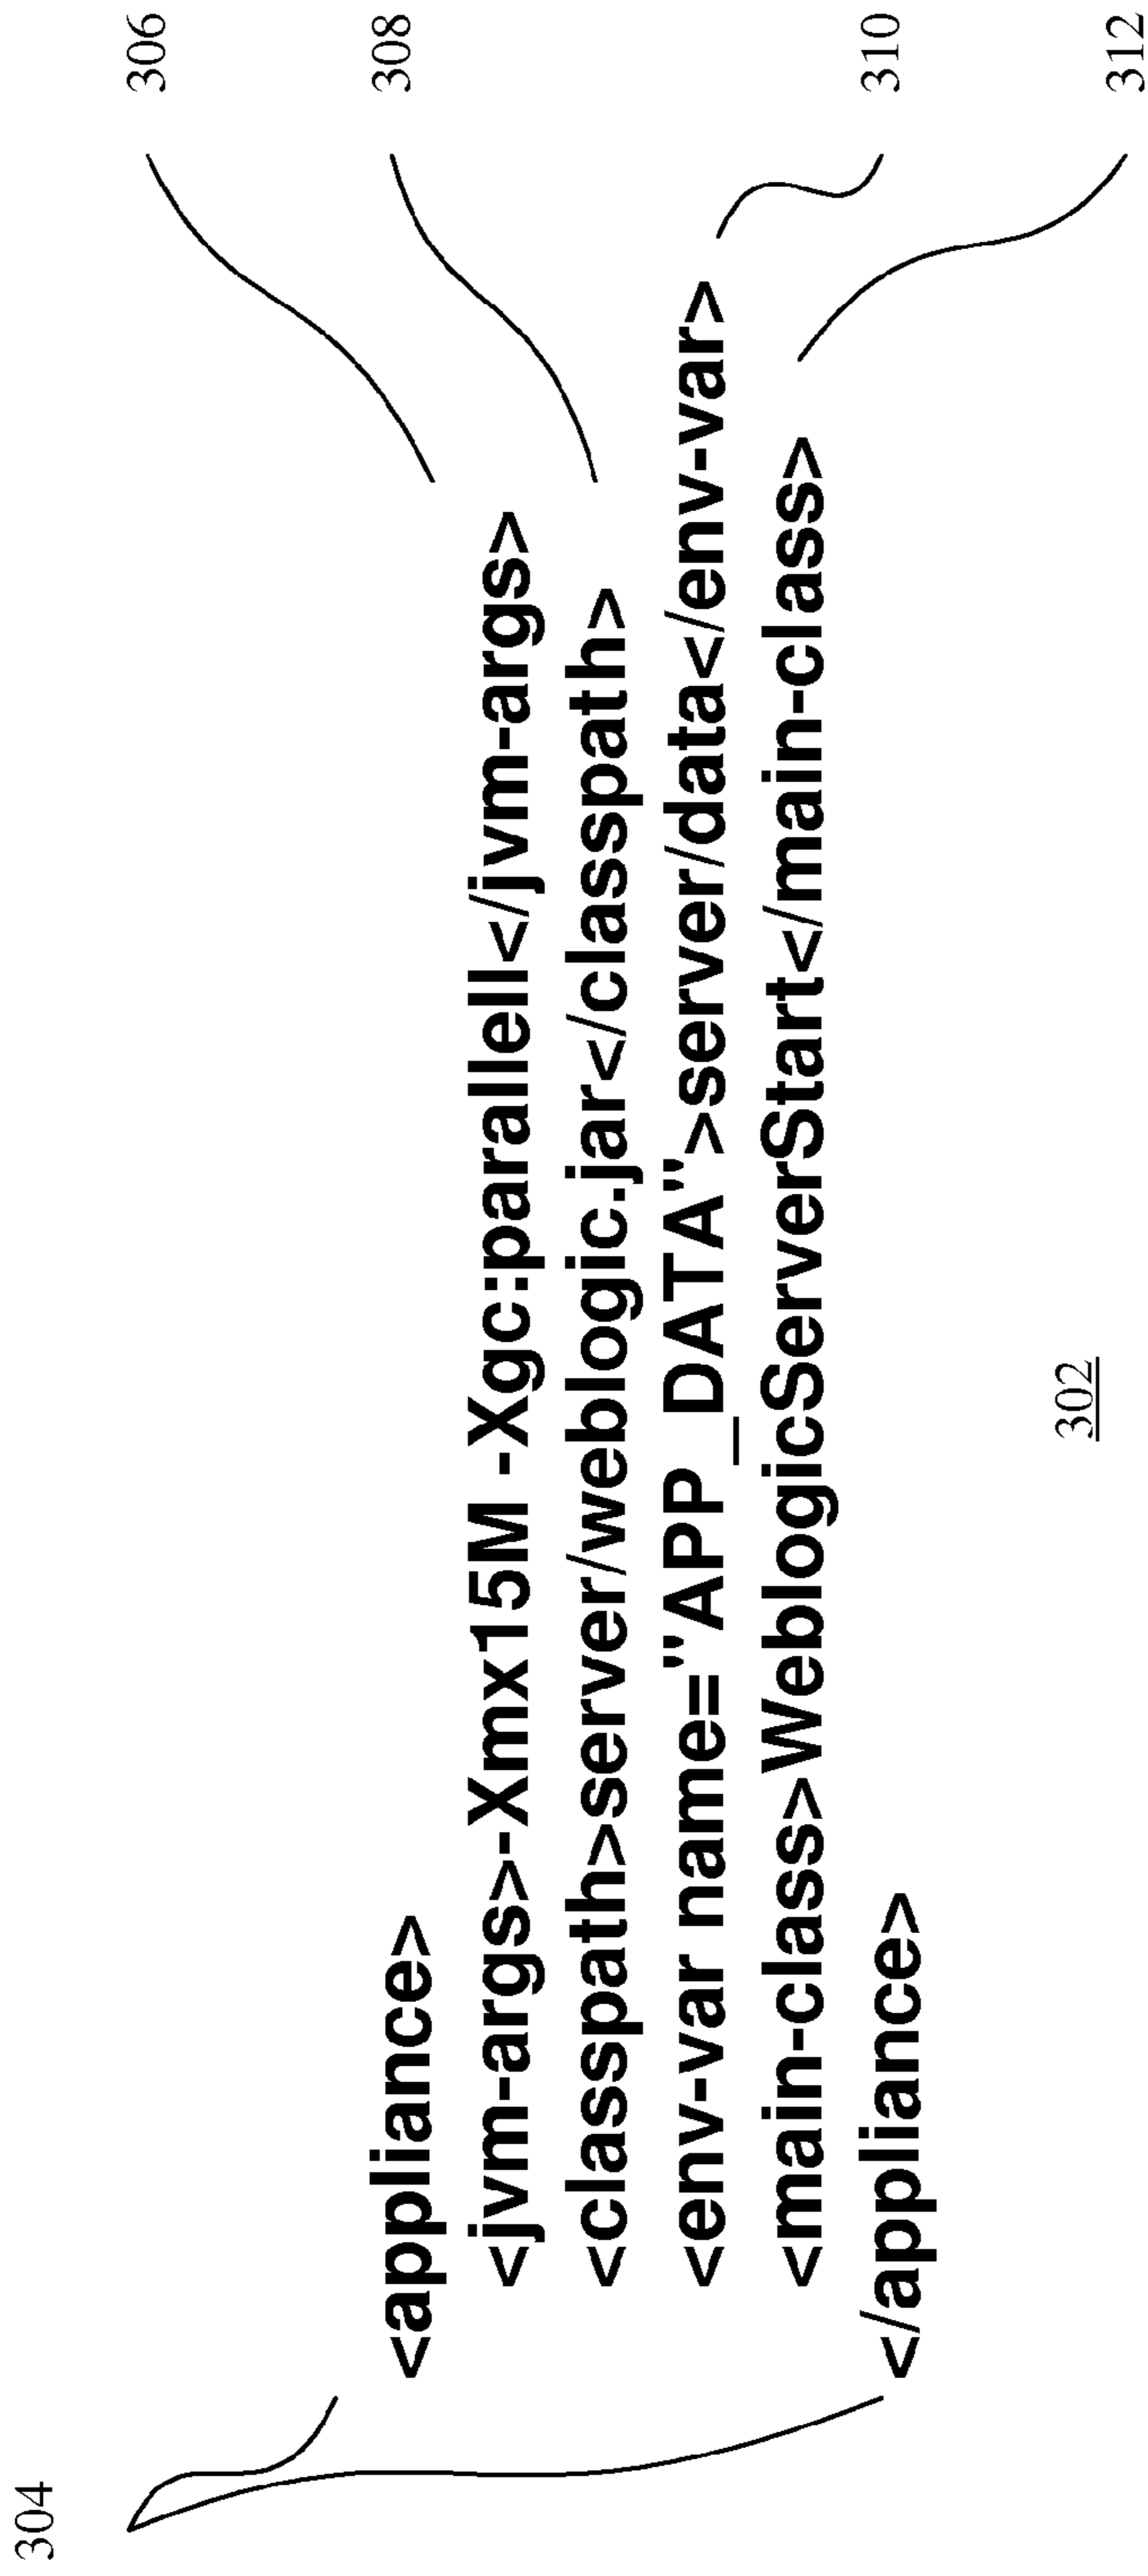 304
306
308
<appliance>
<jvm-args>-Xmx15M -Xgc:parallell</jvm-args>
<classpath>server/weblogic.jar</classpath>
<env-var name="APP_DATA">server/data</env-var>
<main-class>WeblogicServerStart</main-class>
</appliance>
310
312
302